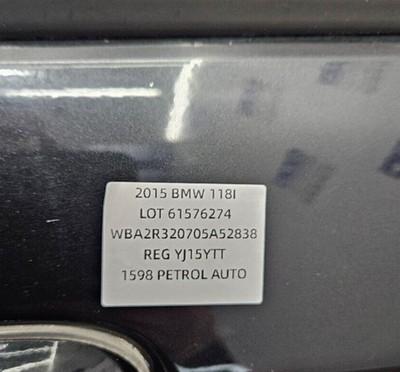 2015 BMW 118I
LOT 61576274
WBA2R320705A52838
REG YJ15YTT
1598 PETROL AUTO